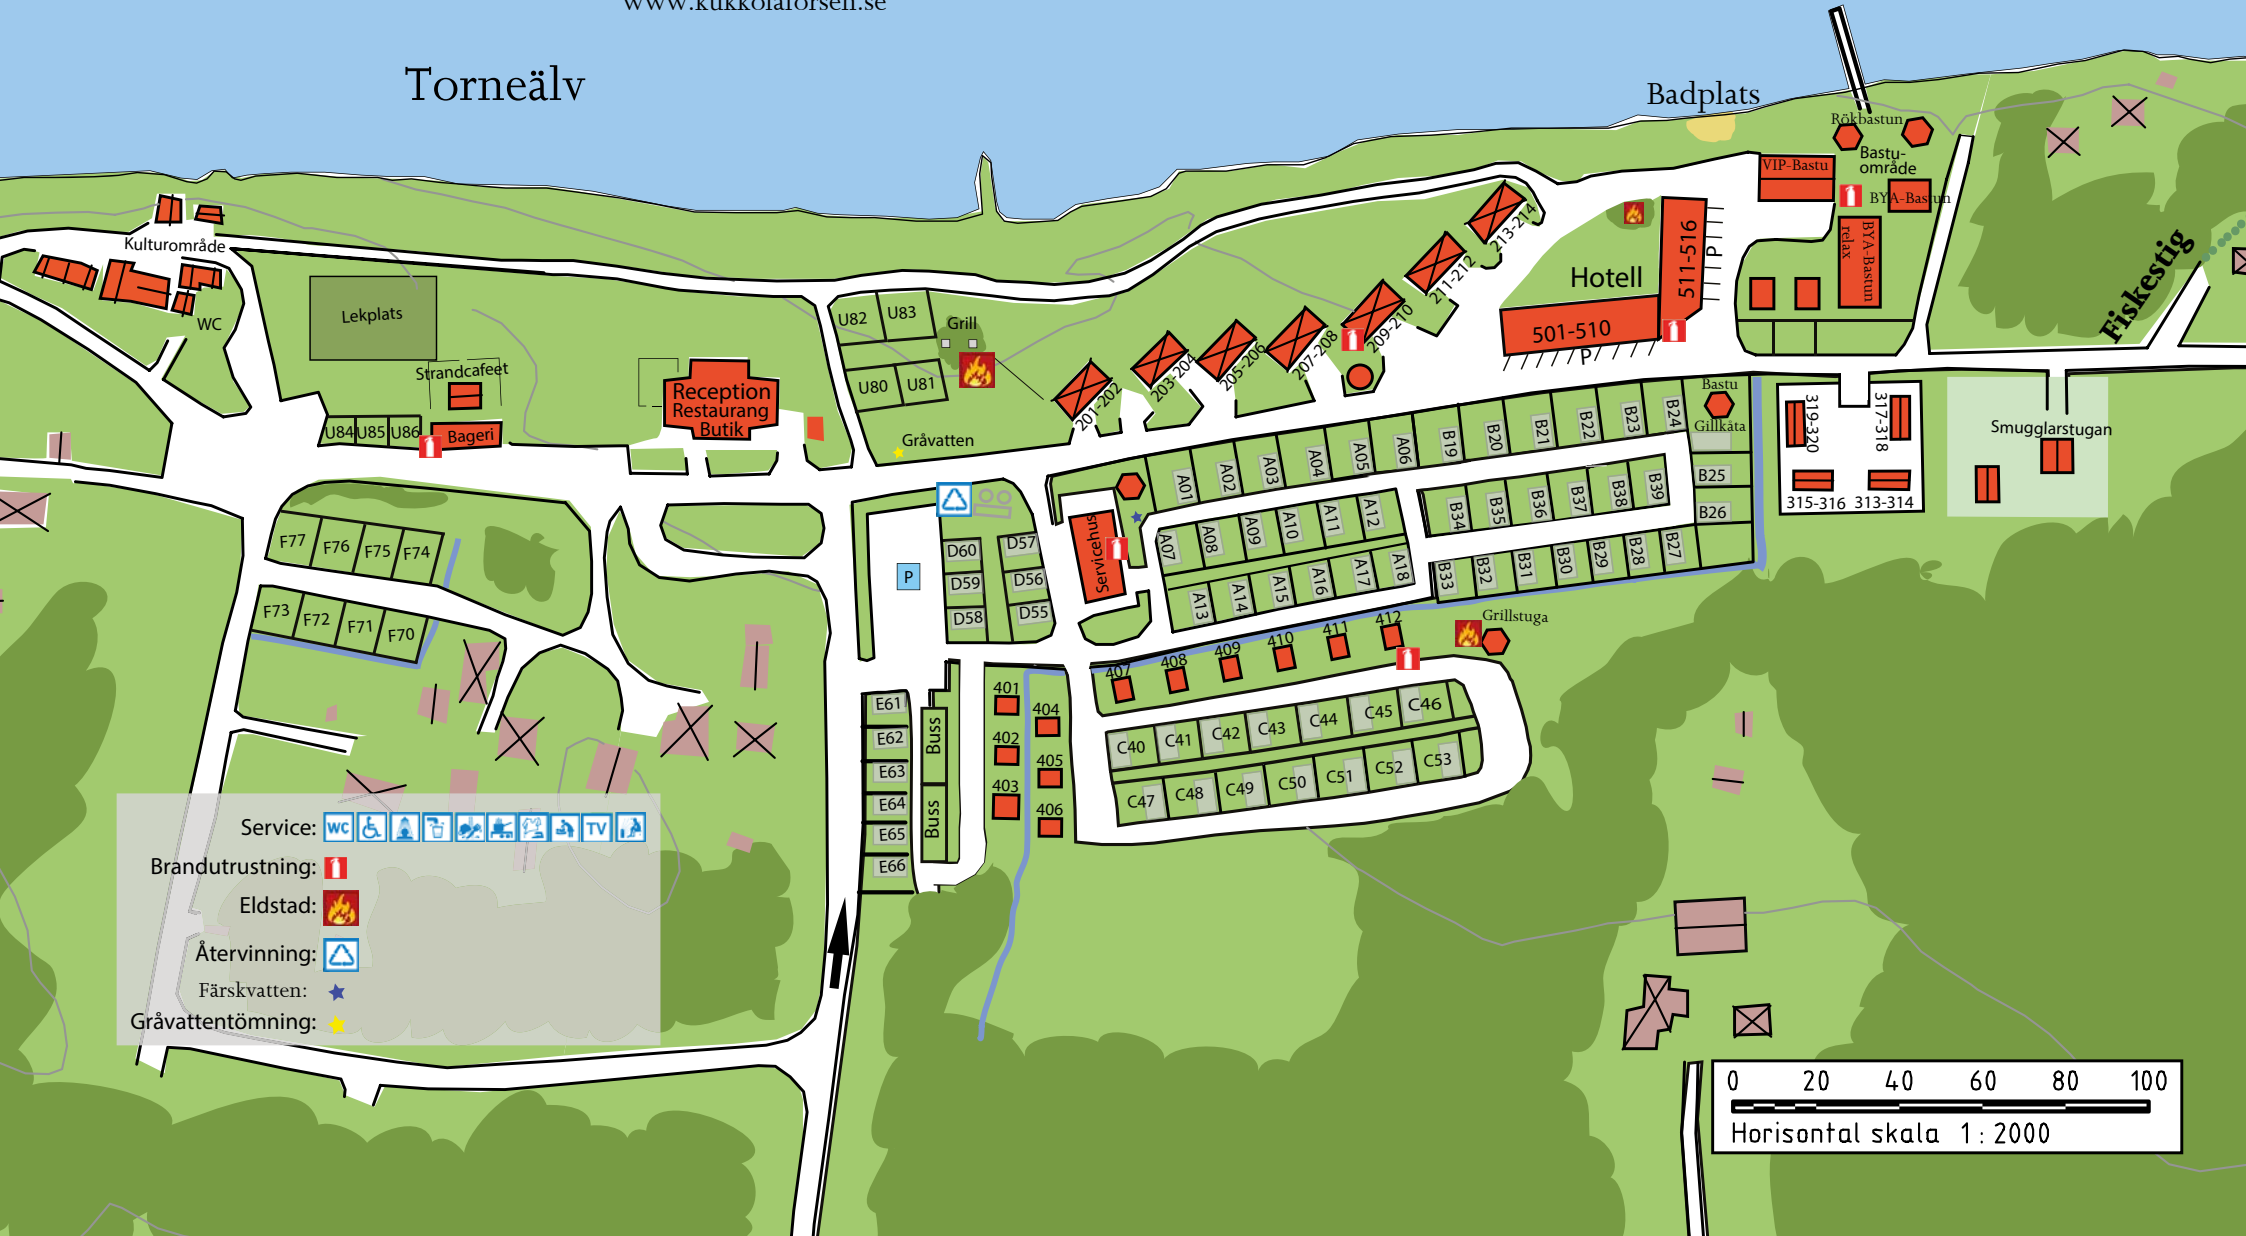 www.kukkolaforsen.se
Torneälv
Badplats
Rökbastun
Bastu-
område
VIP-Bastu
BYA-Bastun
BYA-Bastun
relax
Fiskestig
Kulturområde
WC
Lekplats
Strandcafeet
U84 U85 U86
Bageri
Reception
Restaurang
Butik
U82 U83
U80 U81
Grill
Gråvatten
201-202
203-204
205-206
207-208
209-210
211-212
213-214
Hotell
501-510
511-516
P
P
Bastu
Gillkåta
319-320
317-318
315-316 313-314
Smugglarstugan
A01 A02 A03 A04 A05 A06 B19 B20 B21 B22 B23 B24
B25
B26
A07 A08 A09 A10 A11 A12
B34 B35 B36 B37 B38 B39
A13 A14 A15 A16 A17 A18
B33 B32 B31 B30 B29 B28 B27
Servicehus
F77 F76 F75 F74
F73 F72 F71 F70
P
D60 D57
D59 D56
D58 D55
Grillstuga
407 408 409 410 411 412
401
404
402
405
403
406
E61
E62
E63
E64
E65
E66
Buss
Buss
C40 C41 C42 C43 C44 C45 C46
C47 C48 C49 C50 C51 C52 C53
Service: WC TV
Brandutrustning:
Eldstad:
Återvinning:
Färskvatten:
Gråvattentömning:
0 20 40 60 80 100
Horisontal skala 1:2000